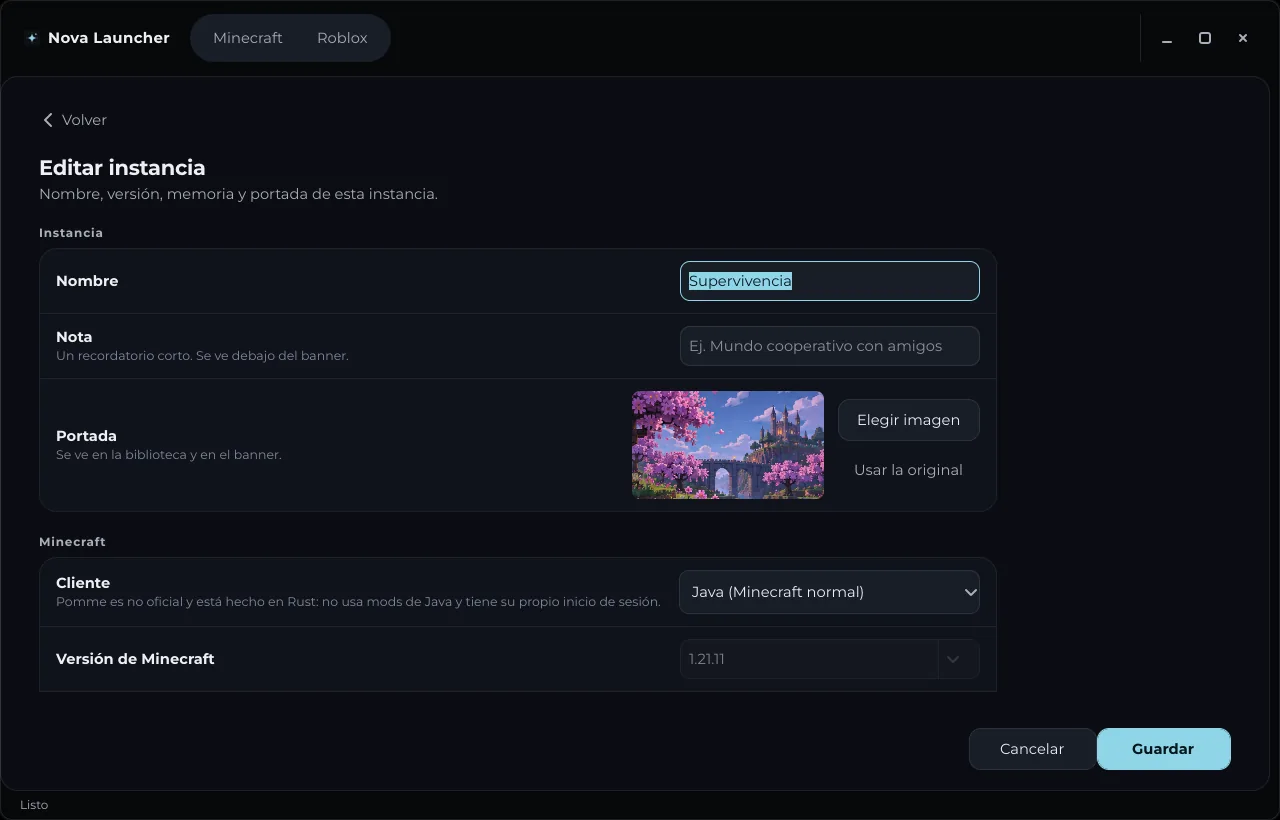 Nova Launcher
Minecraft
Roblox
Volver
Editar instancia
Nombre, versión, memoria y portada de esta instancia.
Instancia
Nombre
Supervivencia
Nota
Un recordatorio corto. Se ve debajo del banner.
Ej. Mundo cooperativo con amigos
Portada
Se ve en la biblioteca y en el banner.
Elegir imagen
Usar la original
Minecraft
Cliente
Pomme es no oficial y está hecho en Rust: no usa mods de Java y tiene su propio inicio de sesión.
Java (Minecraft normal)
Versión de Minecraft
1.21.11
Cancelar
Guardar
Listo